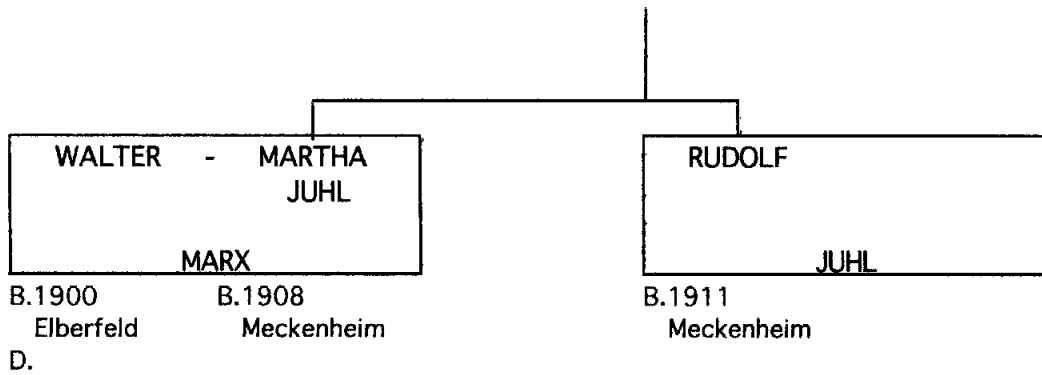 WALTER - MARTHA
JUHL
MARX
B.1900 B.1908
Elberfeld Meckenheim
D.
RUDOLF
JUHL
B.1911
Meckenheim